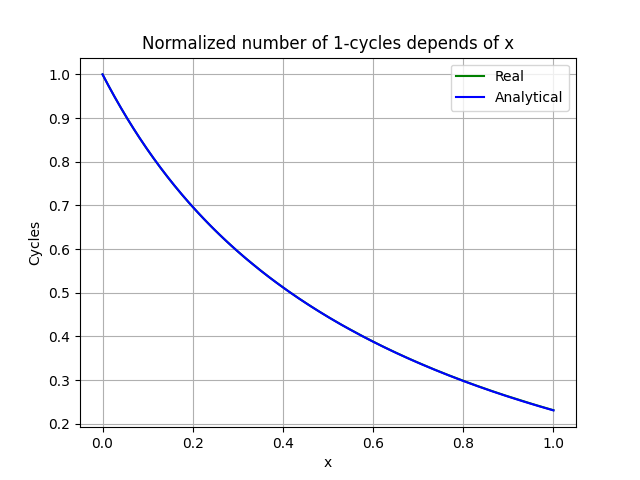 Normalized number of 1-cycles depends of x
Real
Analytical
1.0
0.9
0.8
0.7
0.6
0.5
0.4
0.3
0.2
Cycles
0.0 0.2 0.4 0.6 0.8 1.0
x